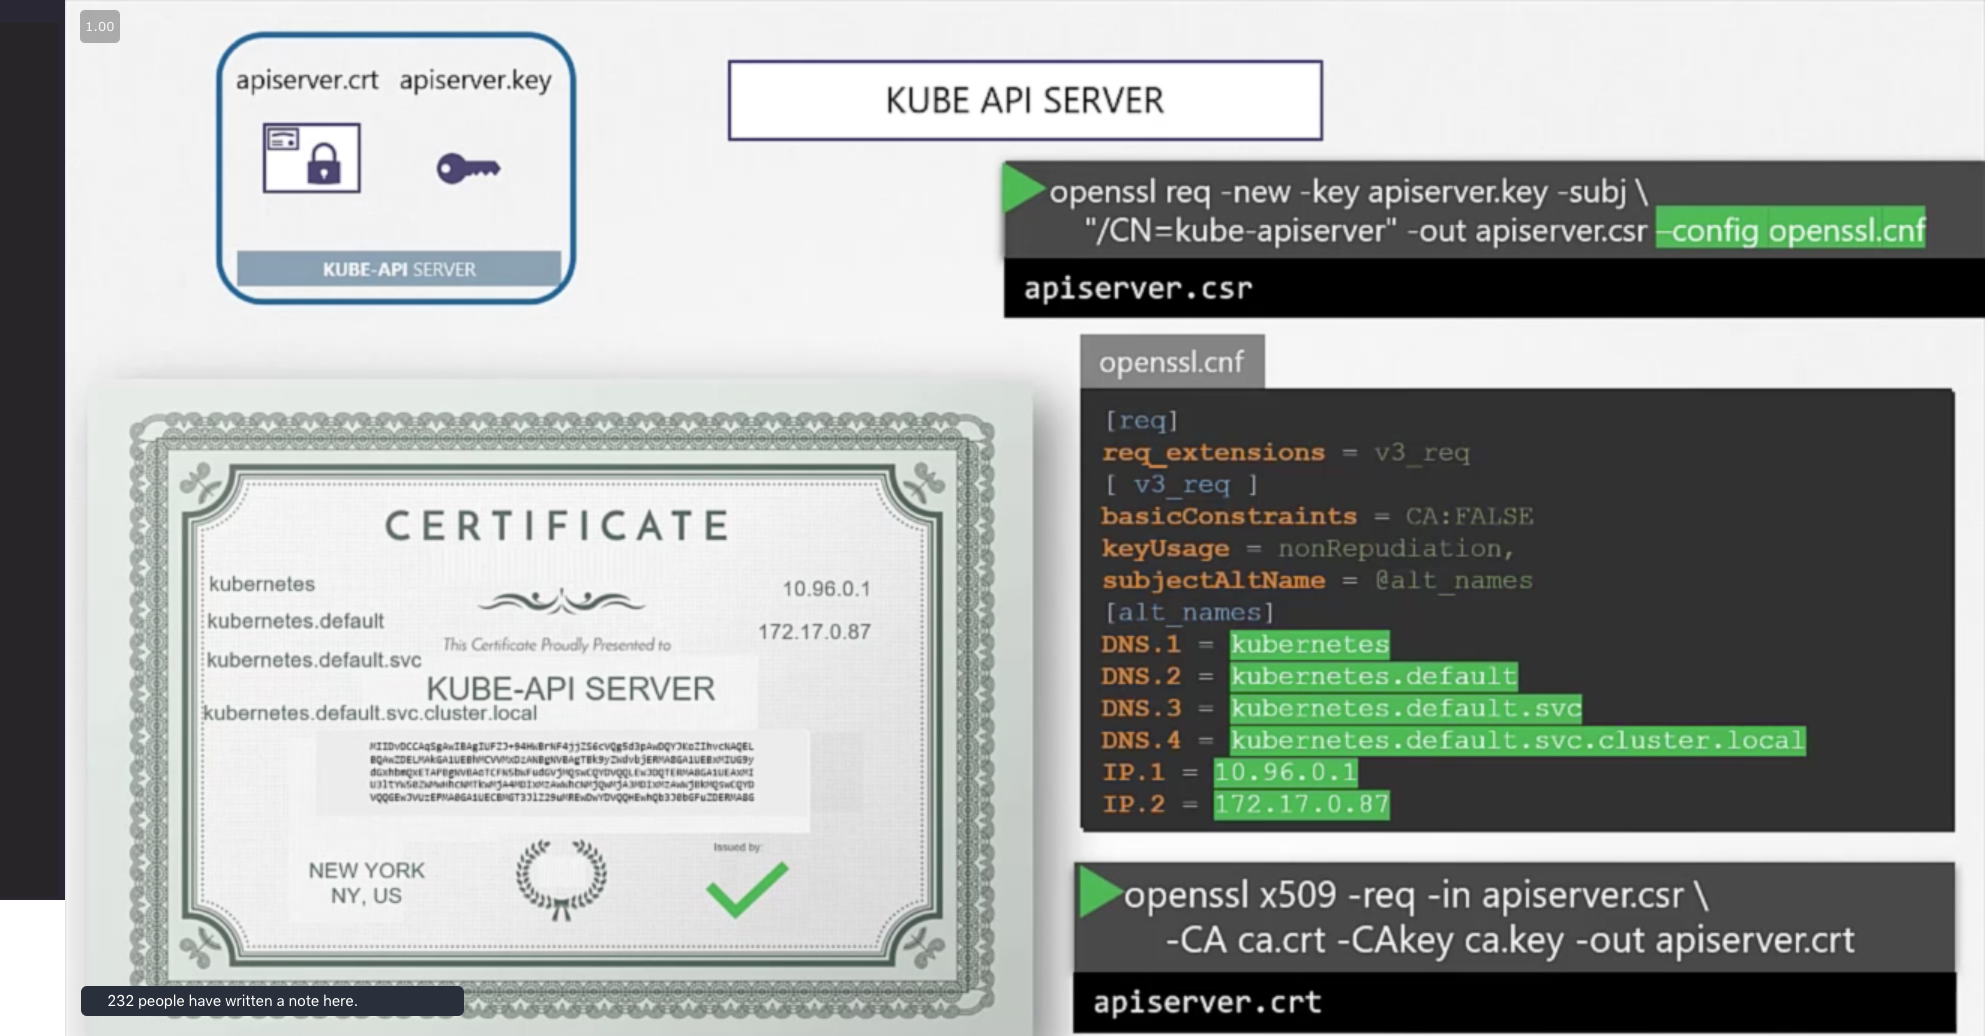 1.00
apiserver.crt apiserver.key
KUBE-API SERVER
KUBE API SERVER
openssl req -new -key apiserver.key -subj \
"/CN=kube-apiserver" -out apiserver.csr –config openssl.cnf
apiserver.csr
openssl.cnf
[req]
req_extensions = v3_req
[ v3_req ]
basicConstraints = CA:FALSE
keyUsage = nonRepudiation,
subjectAltName = @alt_names
[alt_names]
DNS.1 = kubernetes
DNS.2 = kubernetes.default
DNS.3 = kubernetes.default.svc
DNS.4 = kubernetes.default.svc.cluster.local
IP.1 = 10.96.0.1
IP.2 = 172.17.0.87
CERTIFICATE
kubernetes
10.96.0.1
kubernetes.default
172.17.0.87
This Certificate Proudly Presented to
kubernetes.default.svc
KUBE-API SERVER
kubernetes.default.svc.cluster.local
Issued by:
NEW YORK
NY, US
openssl x509 -req -in apiserver.csr \
-CA ca.crt -CAkey ca.key -out apiserver.crt
apiserver.crt
232 people have written a note here.